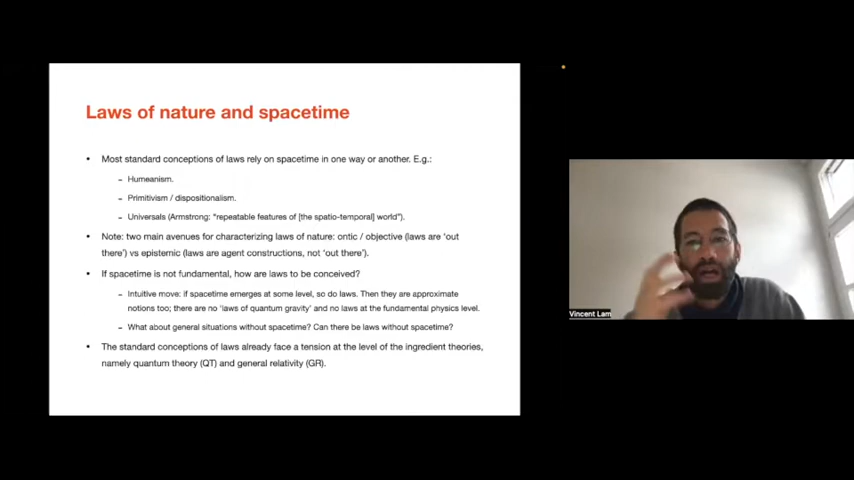 Laws of nature and spacetime
• Most standard conceptions of laws rely on spacetime in one way or another. E.g.:
– Humeanism.
– Primitivism / dispositionalism.
– Universals (Armstrong: “repeatable features of [the spatio-temporal] world”).
• Note: two main avenues for characterizing laws of nature: ontic / objective (laws are ‘out
there’) vs epistemic (laws are agent constructions, not ‘out there’).
• If spacetime is not fundamental, how are laws to be conceived?
– Intuitive move: if spacetime emerges at some level, so do laws. Then they are approximate
notions too; there are no ‘laws of quantum gravity’ and no laws at the fundamental physics level.
– What about general situations without spacetime? Can there be laws without spacetime?
• The standard conceptions of laws already face a tension at the level of the ingredient theories,
namely quantum theory (QT) and general relativity (GR).
Vincent Lam